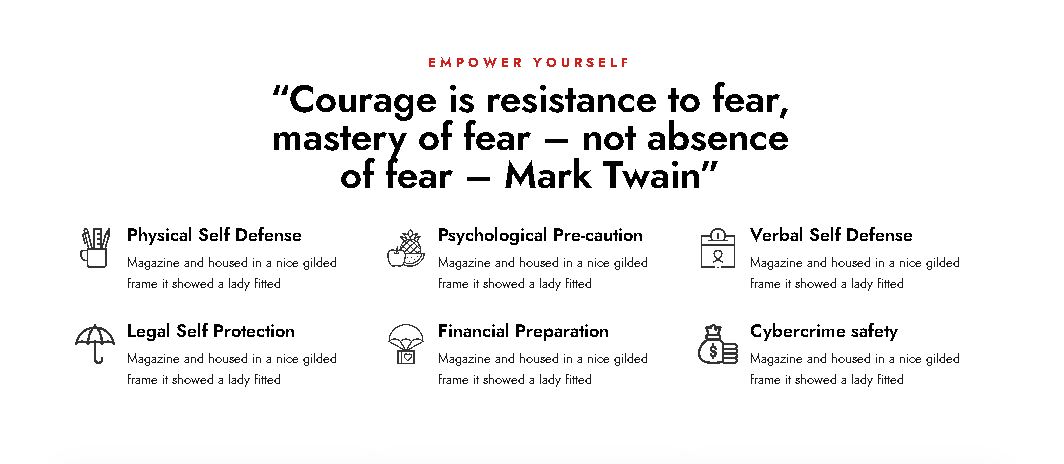 EMPOWER YOURSELF
“Courage is resistance to fear,
mastery of fear – not absence
of fear – Mark Twain”
Physical Self Defense
Magazine and housed in a nice gilded
frame it showed a lady fitted
Psychological Pre-caution
Magazine and housed in a nice gilded
frame it showed a lady fitted
Verbal Self Defense
Magazine and housed in a nice gilded
frame it showed a lady fitted
Legal Self Protection
Magazine and housed in a nice gilded
frame it showed a lady fitted
Financial Preparation
Magazine and housed in a nice gilded
frame it showed a lady fitted
Cybercrime safety
Magazine and housed in a nice gilded
frame it showed a lady fitted